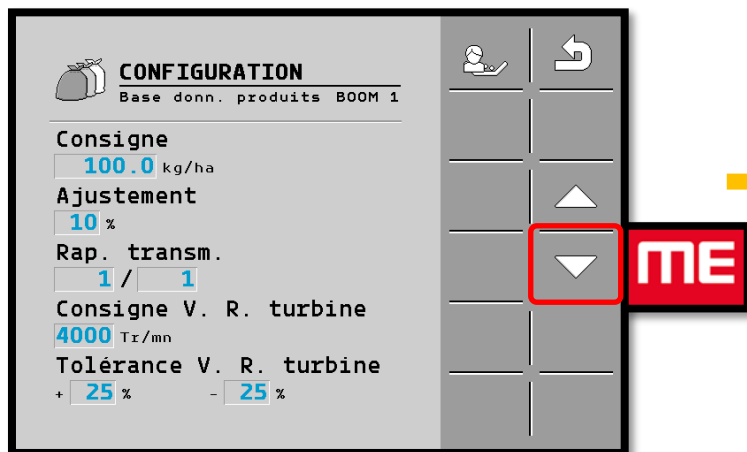 CONFIGURATION
Base donn. produits BOOM 1
Consigne
100.0 kg/ha
Ajustement
10 %
Rap. transm.
1 / 1
Consigne V. R. turbine
4000 Tr/mn
Tolérance V. R. turbine
+ 25 % - 25 %
ME